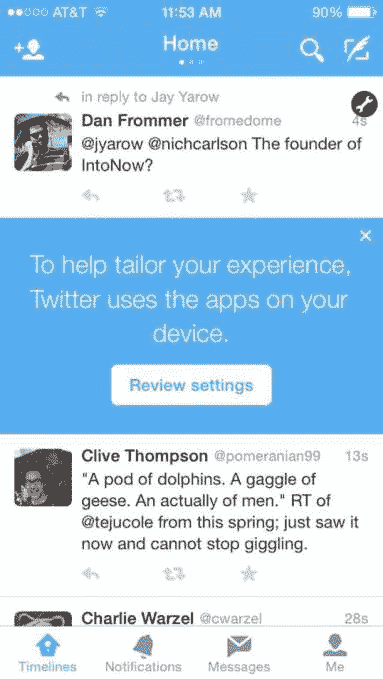 AT&T 11:53 AM 90%
Home
in reply to Jay Yarow
Dan Frommer @fromedome 4s
@jyarow @nichcarlson The founder of
IntoNow?
To help tailor your experience,
Twitter uses the apps on your
device.
Review settings
Clive Thompson @pomeranian99 13s
"A pod of dolphins. A gaggle of
geese. An actually of men." RT of
@tejucole from this spring; just saw it
now and cannot stop giggling.
Charlie Warzel @cwarzel 28s
Timelines Notifications Messages Me